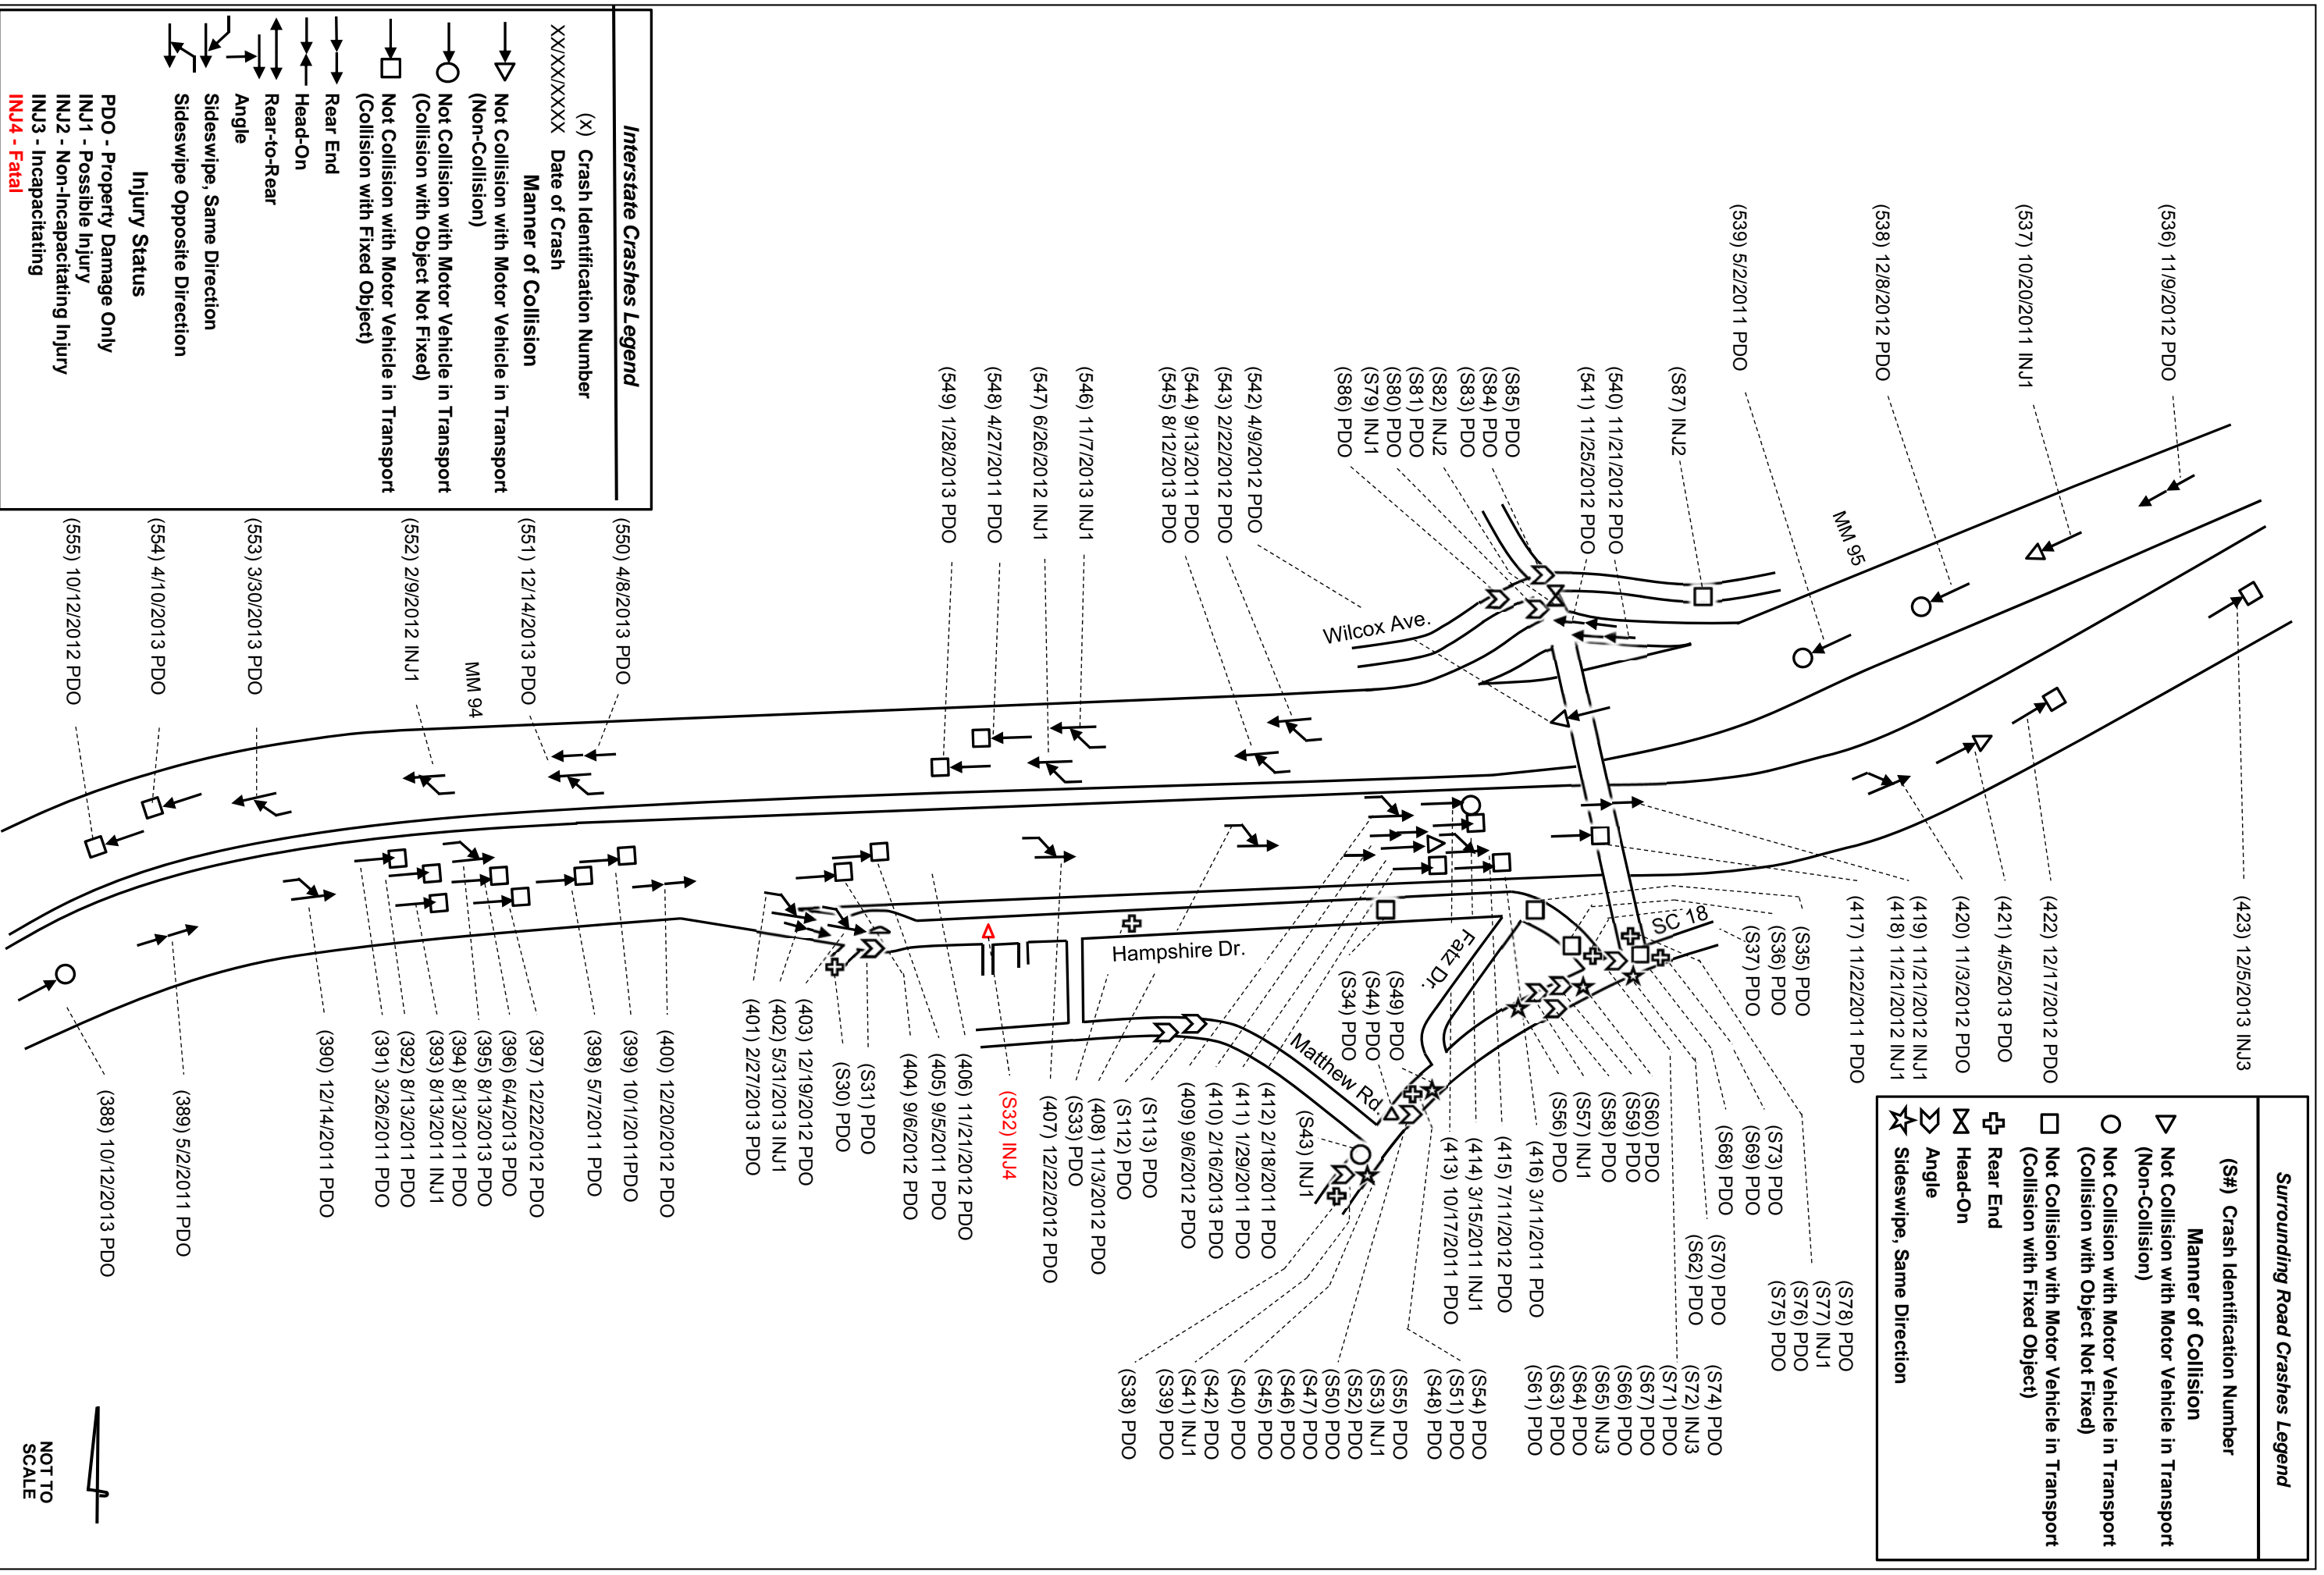 Interstate Crashes Legend
(x) Crash Identification Number
XX/XX/XXXX Date of Crash
Manner of Collision
Not Collision with Motor Vehicle in Transport
(Non-Collision)
Not Collision with Motor Vehicle in Transport
(Collision with Object Not Fixed)
Not Collision with Motor Vehicle in Transport
(Collision with Fixed Object)
Rear End
Head-On
Rear-to-Rear
Angle
Sideswipe, Same Direction
Sideswipe Opposite Direction
Injury Status
PDO - Property Damage Only
INJ1 - Possible Injury
INJ2 - Non-Incapacitating Injury
INJ3 - Incapacitating
INJ4 - Fatal
(536) 11/9/2012 PDO
(537) 10/20/2011 INJ1
(538) 12/8/2012 PDO
(539) 5/2/2011 PDO
MM 95
(S87) INJ2
(540) 11/21/2012 PDO
(541) 11/25/2012 PDO
(S85) PDO
(S84) PDO
(S83) PDO
(S82) INJ2
(S81) PDO
(S80) PDO
(S79) INJ1
(S86) PDO
(542) 4/9/2012 PDO
(543) 2/22/2012 PDO
(544) 9/13/2011 PDO
(545) 8/12/2013 PDO
(546) 11/7/2013 INJ1
(547) 6/26/2012 INJ1
(548) 4/27/2011 PDO
(549) 1/28/2013 PDO
(550) 4/8/2013 PDO
(551) 12/14/2013 PDO
MM 94
(552) 2/9/2012 INJ1
(553) 3/30/2013 PDO
(554) 4/10/2013 PDO
(555) 10/12/2012 PDO
Wilcox Ave.
SC 18
Hampshire Dr.
Fatz Dr.
Matthew Rd.
(423) 12/5/2013 INJ3
(422) 12/17/2012 PDO
(421) 4/5/2013 PDO
(420) 11/3/2012 PDO
(419) 11/21/2012 INJ1
(418) 11/21/2012 INJ1
(417) 11/22/2011 PDO
(S35) PDO
(S36) PDO
(S37) PDO
(S49) PDO
(S44) PDO
(S34) PDO
(S78) PDO
(S77) INJ1
(S76) PDO
(S75) PDO
(S73) PDO
(S69) PDO
(S68) PDO
(S70) PDO
(S62) PDO
(S60) PDO
(S59) PDO
(S58) PDO
(S57) INJ1
(S56) PDO
(S74) PDO
(S72) INJ3
(S71) PDO
(S67) PDO
(S66) PDO
(S65) INJ3
(S64) PDO
(S63) PDO
(S61) PDO
(416) 3/11/2011 PDO
(415) 7/11/2012 PDO
(414) 3/15/2011 INJ1
(413) 10/17/2011 PDO
(S54) PDO
(S51) PDO
(S48) PDO
(S55) PDO
(S53) INJ1
(S52) PDO
(S50) PDO
(S47) PDO
(S46) PDO
(S45) PDO
(S40) PDO
(S42) PDO
(S41) INJ1
(S39) PDO
(S38) PDO
(S43) INJ1
(412) 2/18/2011 PDO
(411) 1/29/2011 PDO
(410) 2/16/2013 PDO
(409) 9/6/2012 PDO
(S113) PDO
(S112) PDO
(408) 11/3/2012 PDO
(S33) PDO
(407) 12/22/2012 PDO
(S32) INJ4
(406) 11/21/2012 PDO
(405) 9/5/2011 PDO
(404) 9/6/2012 PDO
(S31) PDO
(S30) PDO
(403) 12/19/2012 PDO
(402) 5/31/2013 INJ1
(401) 2/27/2013 PDO
(400) 12/20/2012 PDO
(399) 10/1/2011PDO
(398) 5/7/2011 PDO
(397) 12/22/2012 PDO
(396) 6/4/2013 PDO
(395) 8/13/2013 PDO
(394) 8/13/2011 PDO
(393) 8/13/2011 INJ1
(392) 8/13/2011 PDO
(391) 3/26/2011 PDO
(390) 12/14/2011 PDO
(389) 5/2/2011 PDO
(388) 10/12/2013 PDO
Surrounding Road Crashes Legend
(S#) Crash Identification Number
Manner of Collision
Not Collision with Motor Vehicle in Transport
(Non-Collision)
Not Collision with Motor Vehicle in Transport
(Collision with Object Not Fixed)
Not Collision with Motor Vehicle in Transport
(Collision with Fixed Object)
Rear End
Head-On
Angle
Sideswipe, Same Direction
NOT TO
SCALE